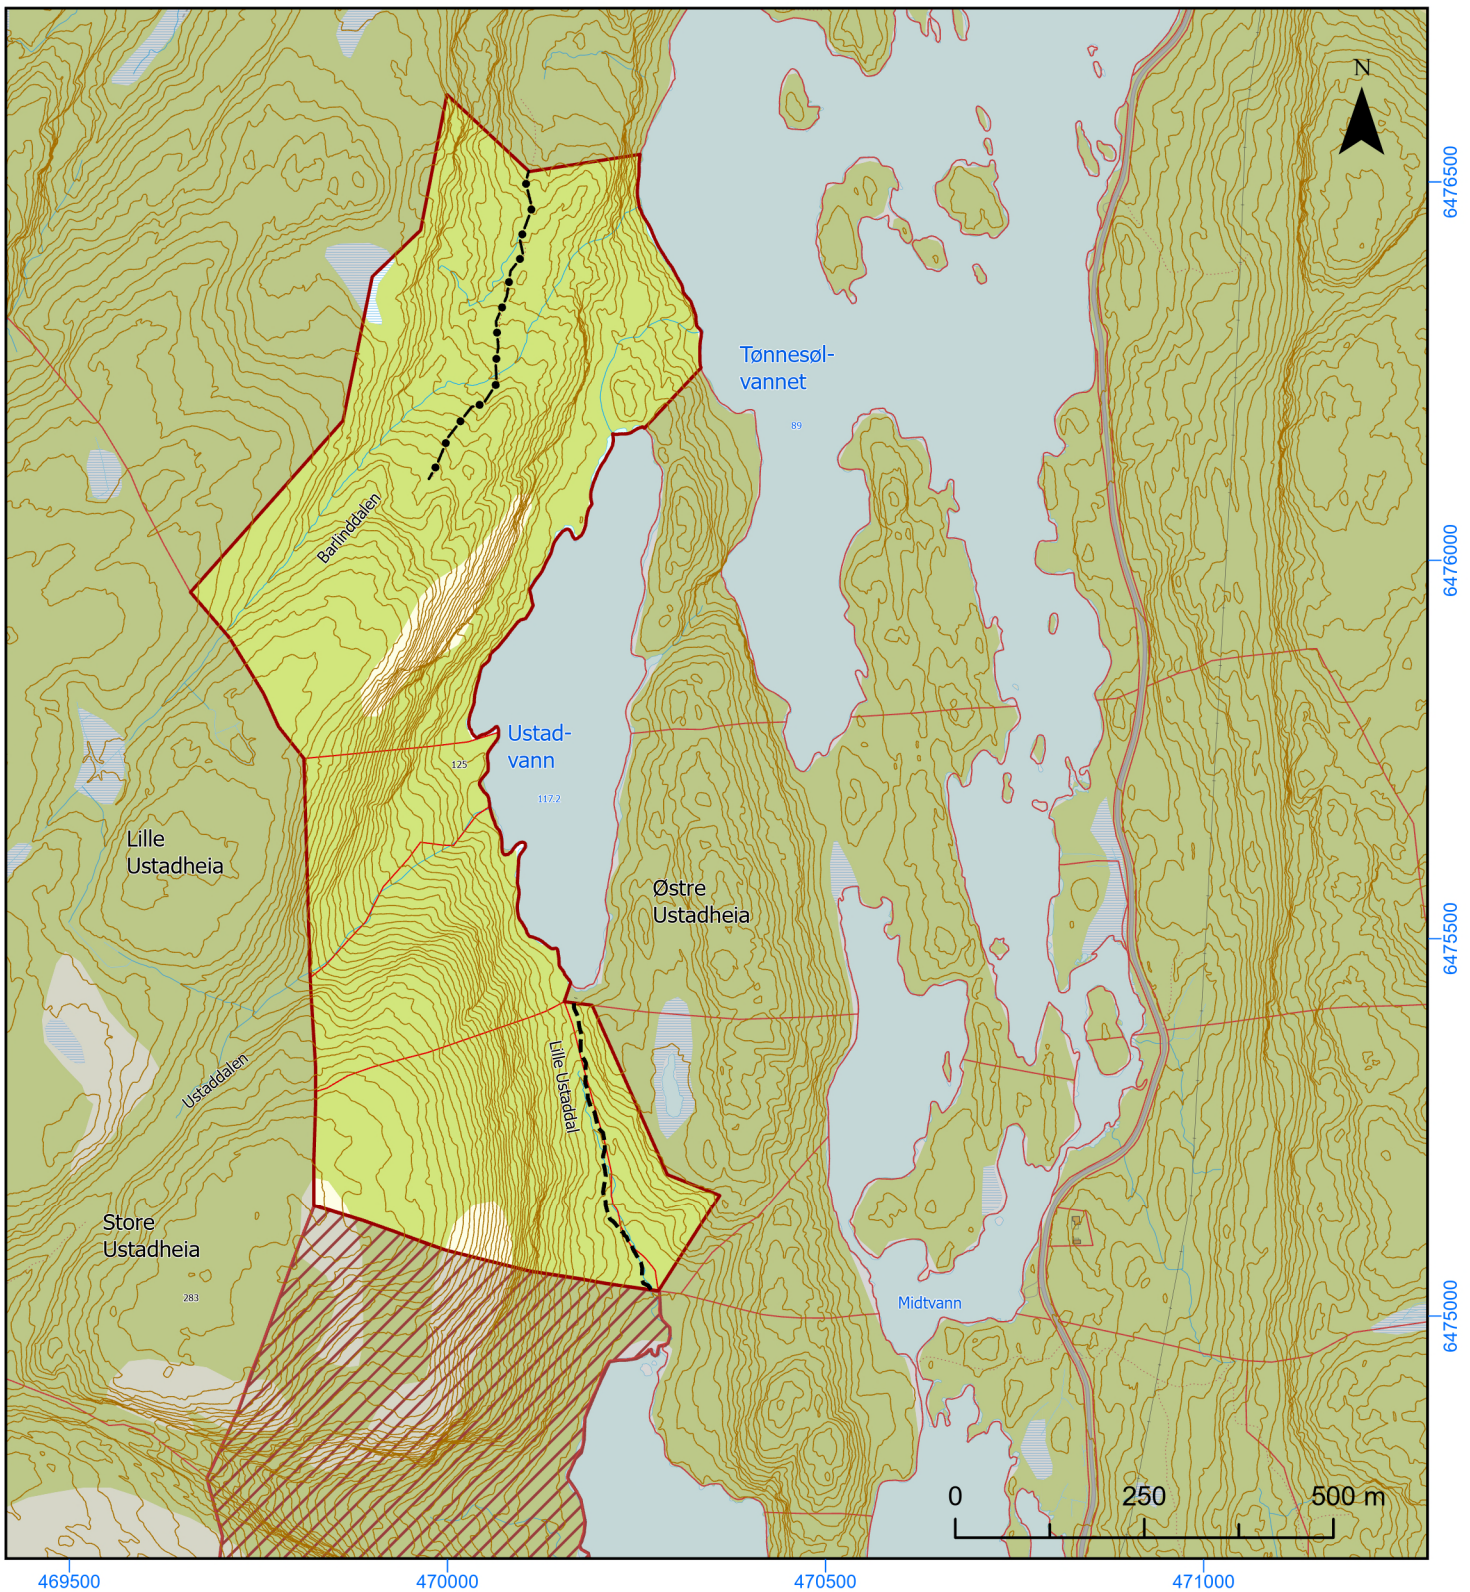 N
6476500
Tønnesøl-
vannet
89
Barlinddalen
6476000
Ustad-
vann
125
117.2
Lille
Ustadheia
Østre
Ustadheia
6475500
Lille Ustaddal
Ustaddalen
Store
Ustadheia
283
Midtvann
6475000
0
250
500 m
469500
470000
470500
471000